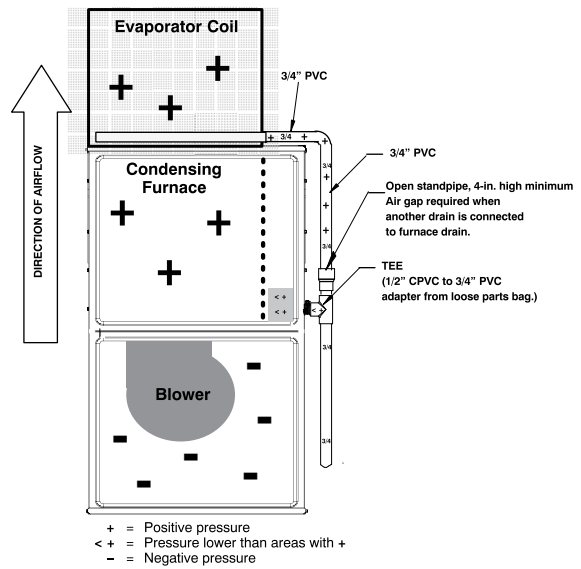 Evaporator Coil
3/4” PVC
3/4
3/4” PVC
3/4
Condensing
Furnace
Open standpipe, 4-in. high minimum
Air gap required when
another drain is connected
to furnace drain.
3/4
DIRECTION OF AIRFLOW
TEE
(1/2” CPVC to 3/4” PVC
adapter from loose parts bag.)
< +
< +
< +
3/4
Blower
3/4
+ = Positive pressure
< + = Pressure lower than areas with +
− = Negative pressure